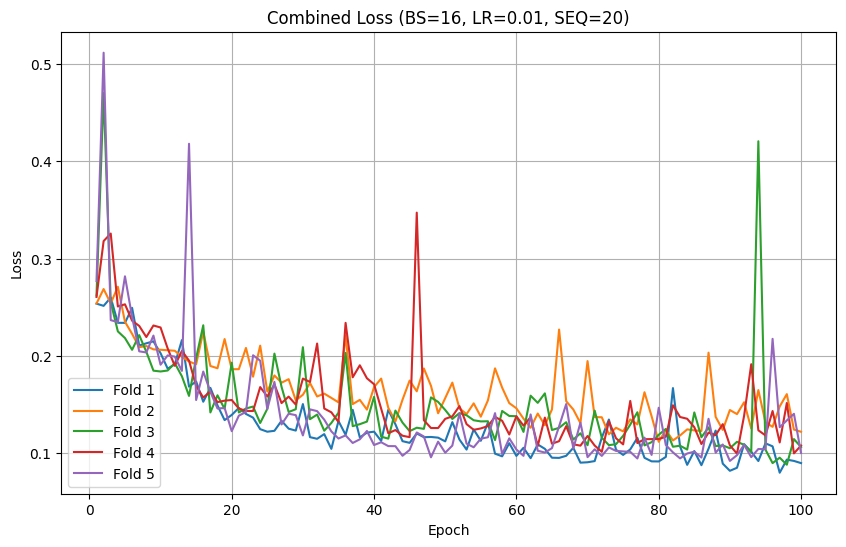 Combined Loss (BS=16, LR=0.01, SEQ=20)
Loss
0.5
0.4
0.3
0.2
0.1
Fold 1
Fold 2
Fold 3
Fold 4
Fold 5
0 20 40 60 80 100
Epoch